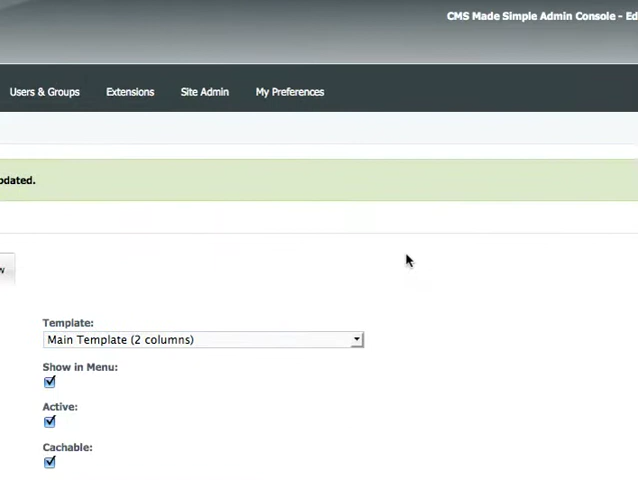 CMS Made Simple Admin Console - Ed
Users & Groups Extensions Site Admin My Preferences
pdated.
w
Template:
Main Template (2 columns)
Show in Menu:
Active:
Cachable: